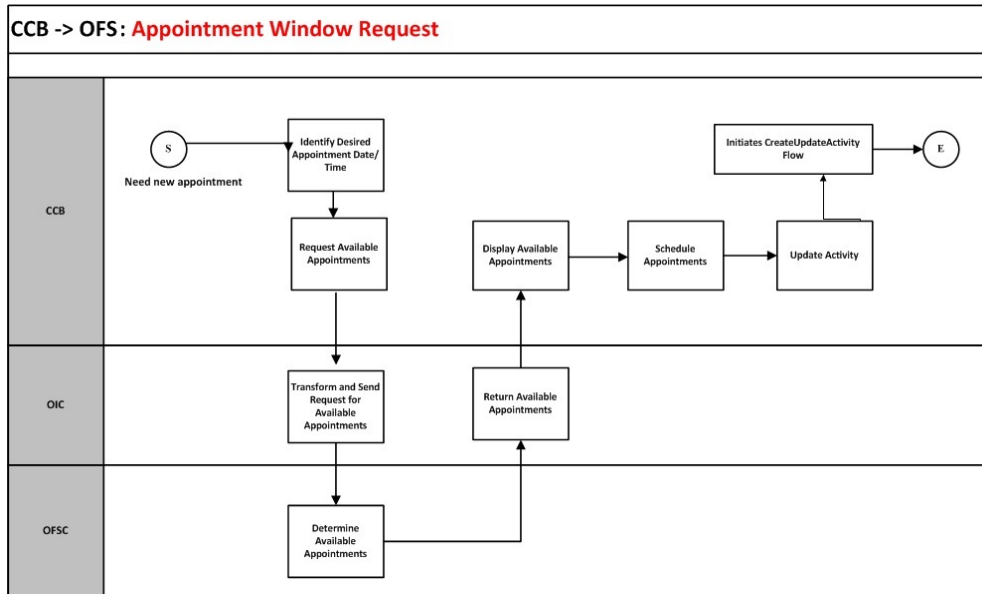 CCB -> OFS: Appointment Window Request
CCB
S
Need new appointment
Identify Desired
Appointment Date/
Time
Request Available
Appointments
Display Available
Appointments
Schedule
Appointments
Update Activity
Initiates CreateUpdateActivity
Flow
E
OIC
Transform and Send
Request for
Available
Appointments
Return Available
Appointments
OFSC
Determine
Available
Appointments